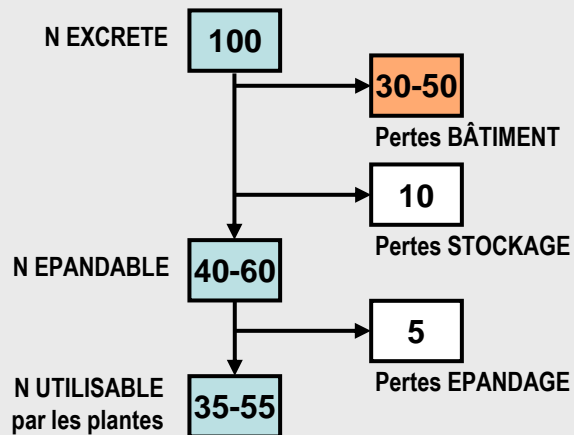 N EXCRETE
100
30-50
Pertes BÂTIMENT
10
Pertes STOCKAGE
N EPANDABLE
40-60
5
Pertes EPANDAGE
N UTILISABLE
par les plantes
35-55